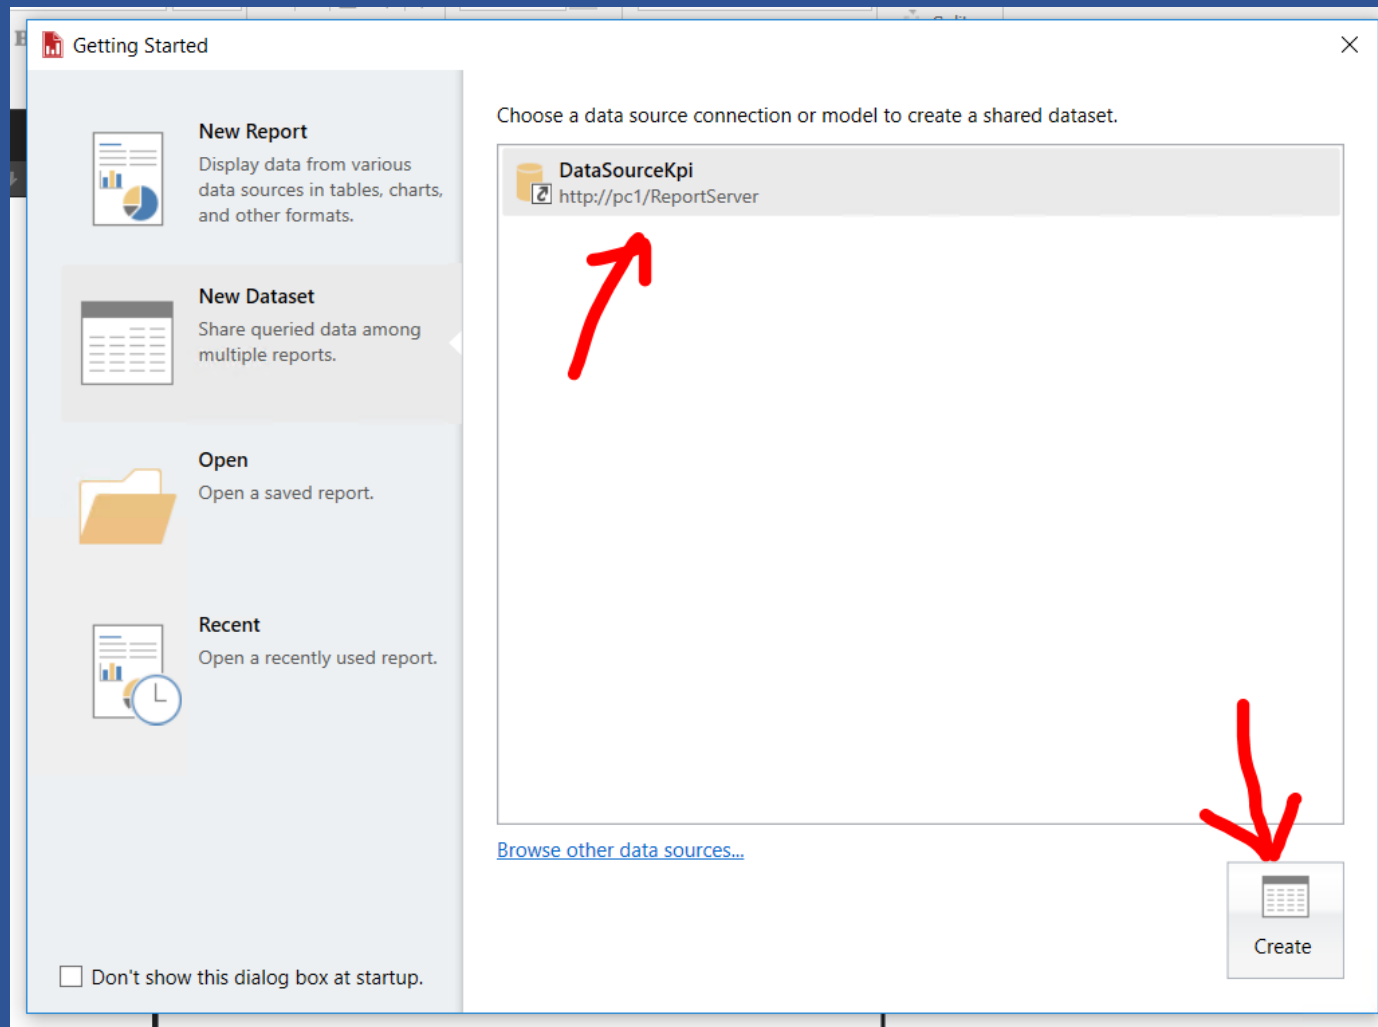 Getting Started
New Report
Display data from various
data sources in tables, charts,
and other formats.
New Dataset
Share queried data among
multiple reports.
Open
Open a saved report.
Recent
Open a recently used report.
Don't show this dialog box at startup.
Choose a data source connection or model to create a shared dataset.
DataSourceKpi
http://pc1/ReportServer
Browse other data sources...
Create